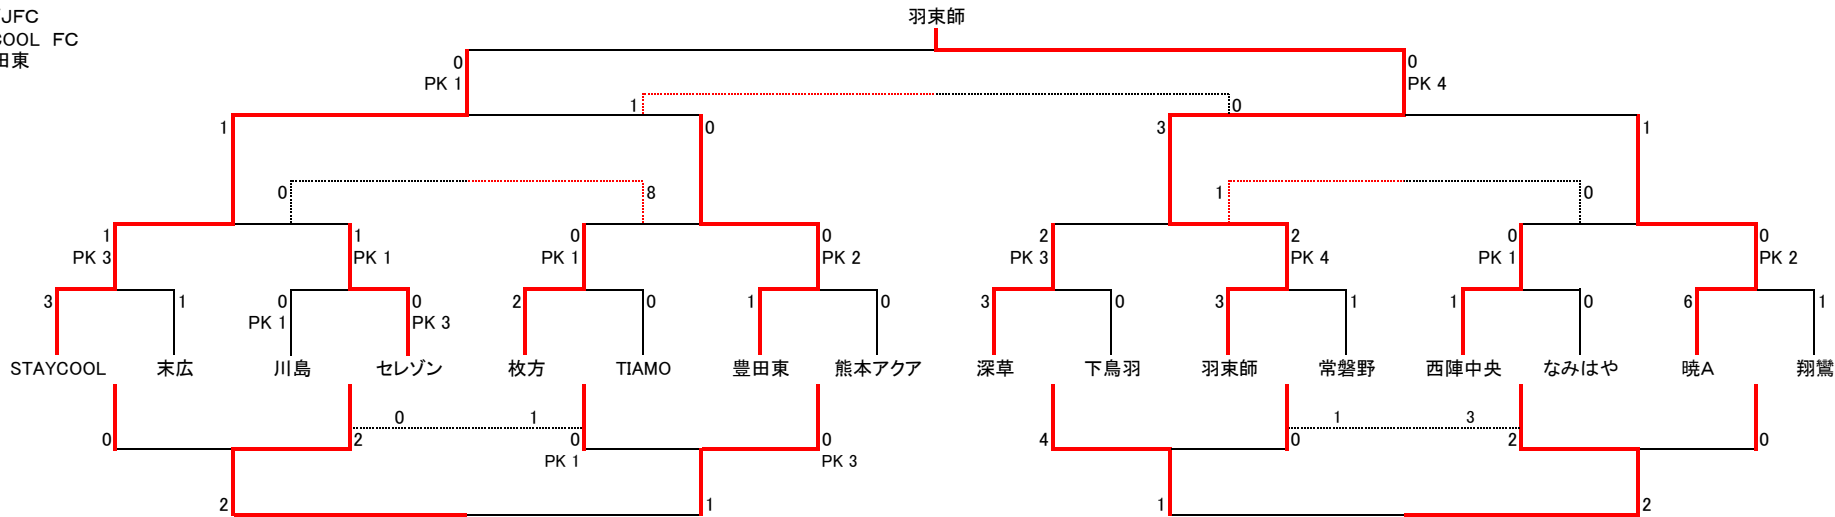 JFC
羽束師
COOL FC
田東
0 0
PK 1 PK 4
1 0
1 0 3 1
0 8 1 0
1 1 0 0 2 2 0 0
PK 3 PK 1 PK 1 PK 2 PK 3 PK 4 PK 1 PK 2
3 1 0 0 2 0 1 0 3 0 3 1 1 0 6 1
PK 1 PK 3
STAYCOOL 末広 川島 セレゾン 枚方 TIAMO 豊田東 熊本アクア 深草 下鳥羽 羽束師 常磐野 西陣中央 なみはや 暁A 翔鸞
0 1 1 3
0 2 0 0 4 0 2 0
PK 1 PK 3
2 1 1 2